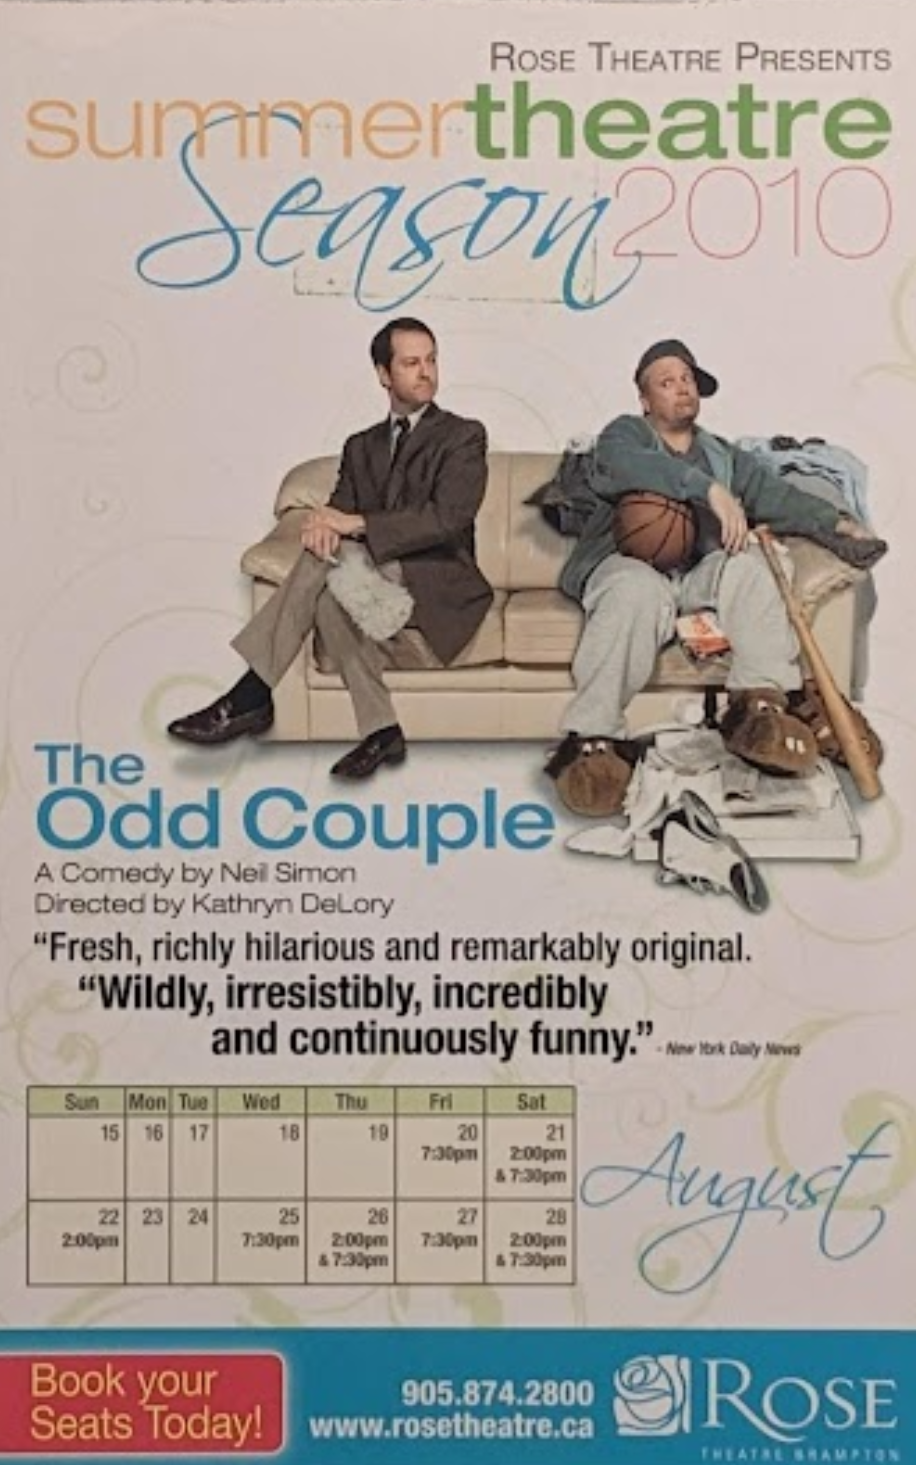 ROSE THEATRE PRESENTS
summertheatre
Season 2010
The
Odd Couple
A Comedy by Neil Simon
Directed by Kathryn DeLory
“Fresh, richly hilarious and remarkably original.
“Wildly, irresistibly, incredibly
and continuously funny.” - New York Daily News
Sun Mon Tue Wed Thu Fri Sat
15 16 17 18 19 20 21
7:30pm 2:00pm
& 7:30pm
22 23 24 25 26 27 28
2:00pm 7:30pm 2:00pm 7:30pm 2:00pm
& 7:30pm & 7:30pm
August
Book your
Seats Today!
905.874.2800
www.rosetheatre.ca
ROSE
THEATRE BRAMPTON